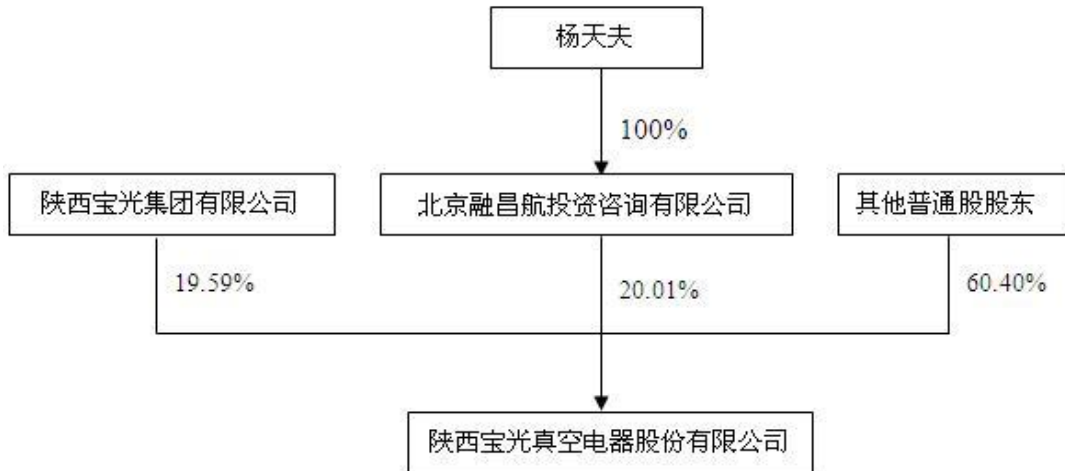 杨天夫
100%
陕西宝光集团有限公司
北京融昌航投资咨询有限公司
其他普通股股东
19.59%
20.01%
60.40%
陕西宝光真空电器股份有限公司